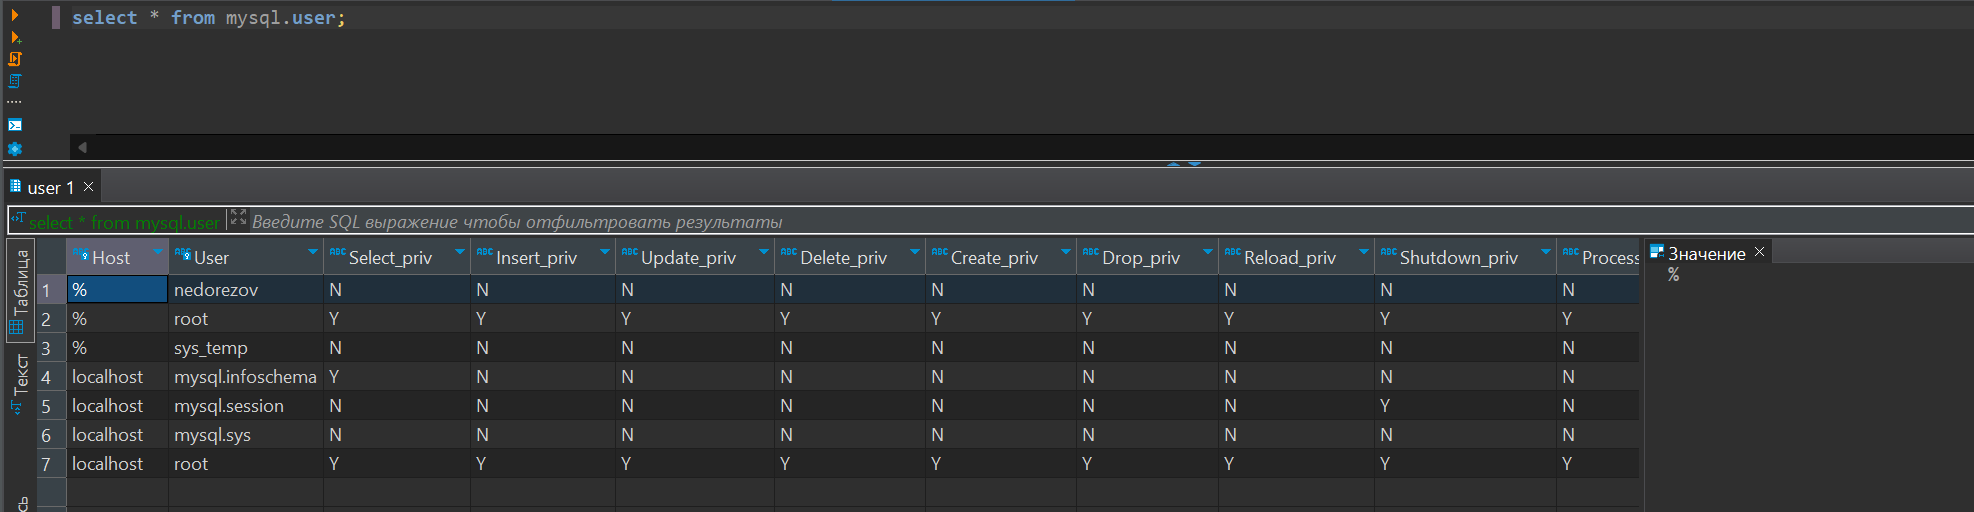 select * from mysql.user;
user 1
select * from mysql.user Введите SQL выражение чтобы отфильтровать результаты
Таблица
Текст
Host User Select_priv Insert_priv Update_priv Delete_priv Create_priv Drop_priv Reload_priv Shutdown_priv Process
1 % nedorezov N N N N N N N N N
2 % root Y Y Y Y Y Y Y Y Y
3 % sys_temp N N N N N N N N N
4 localhost mysql.infoschema Y N N N N N N N N
5 localhost mysql.session N N N N N N N Y N
6 localhost mysql.sys N N N N N N N N N
7 localhost root Y Y Y Y Y Y Y Y Y
Значение
%